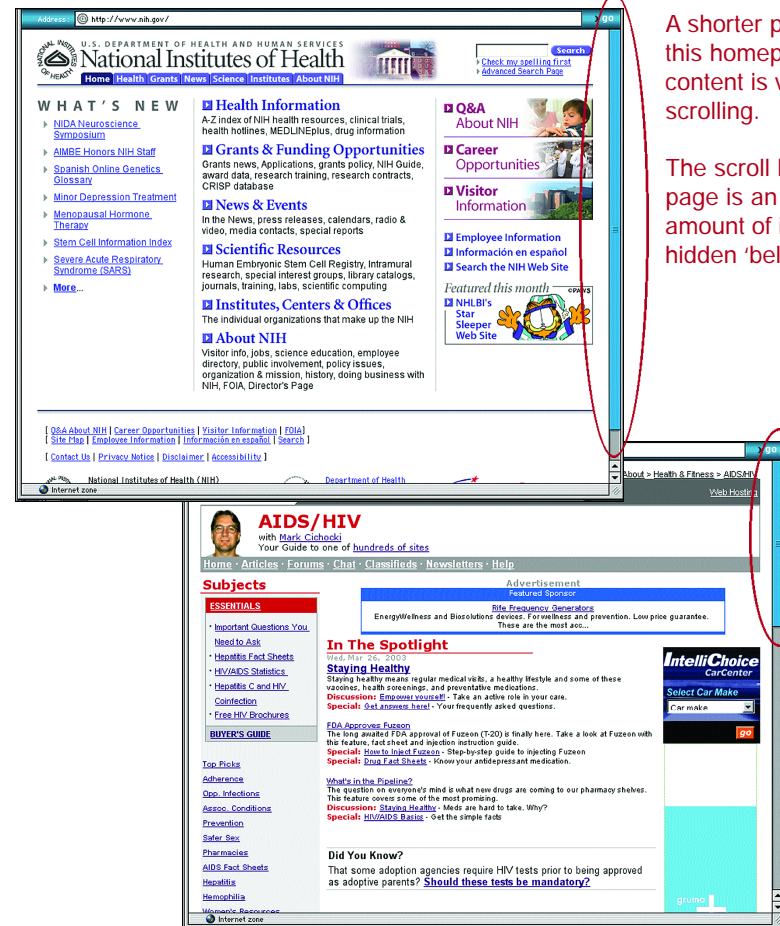 Address: http://www.nih.gov/ go
U.S. DEPARTMENT OF HEALTH AND HUMAN SERVICES
National Institutes of Health
Search
Check my spelling first
Advanced Search Page
Home Health Grants News Science Institutes About NIH
WHAT'S NEW
NIDA Neuroscience
Symposium
AIMBE Honors NIH Staff
Spanish Online Genetics
Glossary
Minor Depression Treatment
Menopausal Hormone
Therapy
Stem Cell Information Index
Severe Acute Respiratory
Syndrome (SARS)
More...
Health Information
A-Z index of NIH health resources, clinical trials,
health hotlines, MEDLINEplus, drug information
Grants & Funding Opportunities
Grants news, Applications, grants policy, NIH Guide,
award data, research training, research contracts,
CRISP database
News & Events
In the News, press releases, calendars, radio &
video, media contacts, special reports
Scientific Resources
Human Embryonic Stem Cell Registry, Intramural
research, special interest groups, library catalogs,
journals, training, labs, scientific computing
Institutes, Centers & Offices
The individual organizations that make up the NIH
About NIH
Visitor info, jobs, science education, employee
directory, public involvement, policy issues,
organization & mission, history, doing business with
NIH, FOIA, Director's Page
Q&A
About NIH
Career
Opportunities
Visitor
Information
Employee Information
Información en español
Search the NIH Web Site
Featured this month
©PAWS
NHLBI's
Star
Sleeper
Web Site
[ Q&A About NIH | Career Opportunities | Visitor Information | FOIA]
[ Site Map | Employee Information | Información en español | Search ]
[ Contact Us | Privacy Notice | Disclaimer | Accessibility ]
National Institutes of Health (NIH)
Department of Health
Internet zone
A shorter p
this homep
content is v
scrolling.
The scroll
page is an
amount of
hidden 'bel
go
About > Health & Fitness > AIDS/HIV
Web Hostin
AIDS/HIV
with Mark Cichocki
Your Guide to one of hundreds of sites
Home · Articles · Forums · Chat · Classifieds · Newsletters · Help
Subjects
ESSENTIALS
· Important Questions You
Need to Ask
· Hepatitis Fact Sheets
· HIV/AIDS Statistics
· Hepatitis C and HIV
Coinfection
· Free HIV Brochures
BUYER'S GUIDE
Top Picks
Adherence
Opp. Infections
Assoc. Conditions
Prevention
Safer Sex
Pharmacies
AIDS Fact Sheets
Hepatitis
Hemophilia
Women's Resources
Advertisement
Featured Sponsor
Rife Frequency Generators
EnergyWellness and Biosolutions devices. For wellness and prevention. Low price guarantee.
These are the most acc...
In The Spotlight
Wed, Mar 26, 2003
Staying Healthy
Staying healthy means regular medical visits, a healthy lifestyle and some of these
vaccines, health screenings, and preventative medications.
Discussion: Empower yourself! - Take an active role in your care.
Special: Get answers here! - Your frequently asked questions.
FDA Approves Fuzeon
The long awaited FDA approval of Fuzeon (T-20) is finally here. Take a look at Fuzeon with
this feature, fact sheet and injection instruction guide.
Special: How to Inject Fuzeon - Step-by-step guide to injecting Fuzeon
Special: Drug Fact Sheets - Know your antidepressant medication.
What's in the Pipeline?
The question on everyone's mind is what new drugs are coming to our pharmacy shelves.
This feature covers some of the most promising.
Discussion: Staying Healthy - Meds are hard to take. Why?
Special: HIV/AIDS Basics - Get the simple facts
Did You Know?
That some adoption agencies require HIV tests prior to being approved
as adoptive parents? Should these tests be mandatory?
IntelliChoice
CarCenter
Select Car Make
Car make
go
grumo
Internet zone